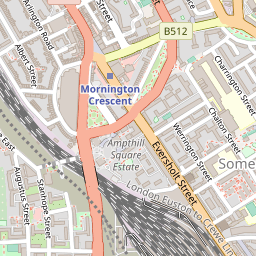 Arlington Road
B512
Albert Street
Mornington
Crescent
Charrington Street
Ampthill
Square
Estate
Eversholt Street
Werrington Street
Chalton Street
Some
London Euston to Crewe Line
Augustus Street
Stanhope Street